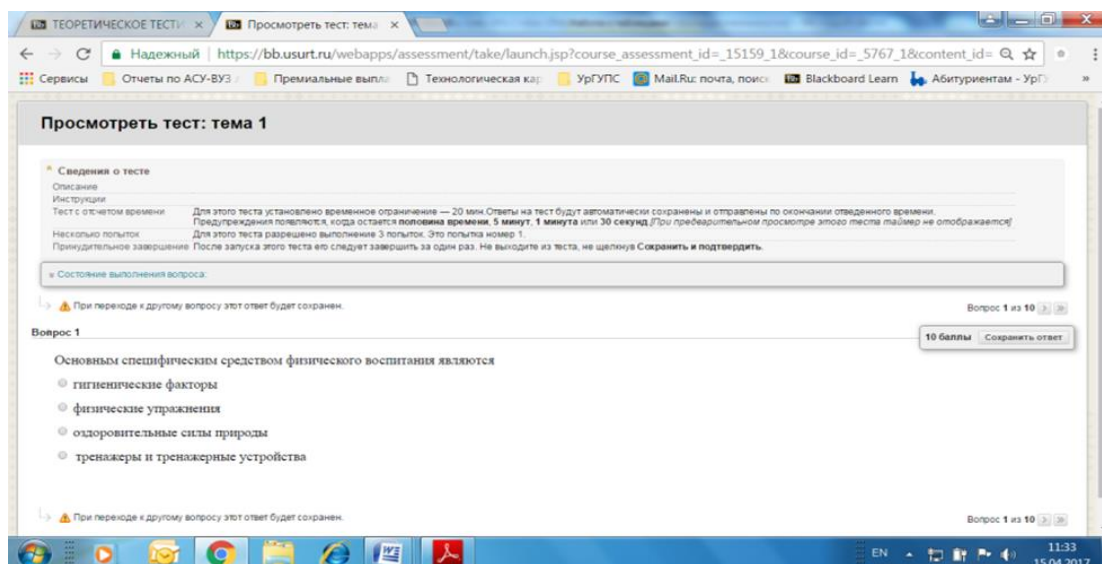 ТЕОРЕТИЧЕСКОЕ ТЕСТИ
Просмотреть тест: тема
Надежный | https://bb.usurt.ru/webapps/assessment/take/launch.jsp?course_assessment_id=_15159_1&course_id=_5767_1&content_id=
Сервисы Отчеты по АСУ-ВУЗ Премиальные выпла Технологическая кар УрГУПС Mail.Ru: почта, поиск Blackboard Learn Абитуриентам - УрГ »
Просмотреть тест: тема 1
* Сведения о тесте
Описание
Инструкции
Тест с отсчетом времени Для этого теста установлено временное ограничение — 20 мин.Ответы на тест будут автоматически сохранены и отправлены по окончании отведенного времени.
Предупреждения появляются, когда остается половина времени, 5 минут, 1 минута или 30 секунд.[При предварительном просмотре этого теста таймер не отображается]
Несколько попыток Для этого теста разрешено выполнение 3 попыток. Это попытка номер 1.
Принудительное завершение После запуска этого теста его следует завершить за один раз. Не выходите из теста, не щелкнув Сохранить и подтвердить.
Состояние выполнения вопроса:
При переходе к другому вопросу этот ответ будет сохранен. Вопрос 1 из 10 > »
Вопрос 1
10 баллы Сохранить ответ
Основным специфическим средством физического воспитания являются
гигиенические факторы
физические упражнения
оздоровительные силы природы
тренажеры и тренажерные устройства
При переходе к другому вопросу этот ответ будет сохранен. Вопрос 1 из 10 > »
EN 11:33
15.04.2017